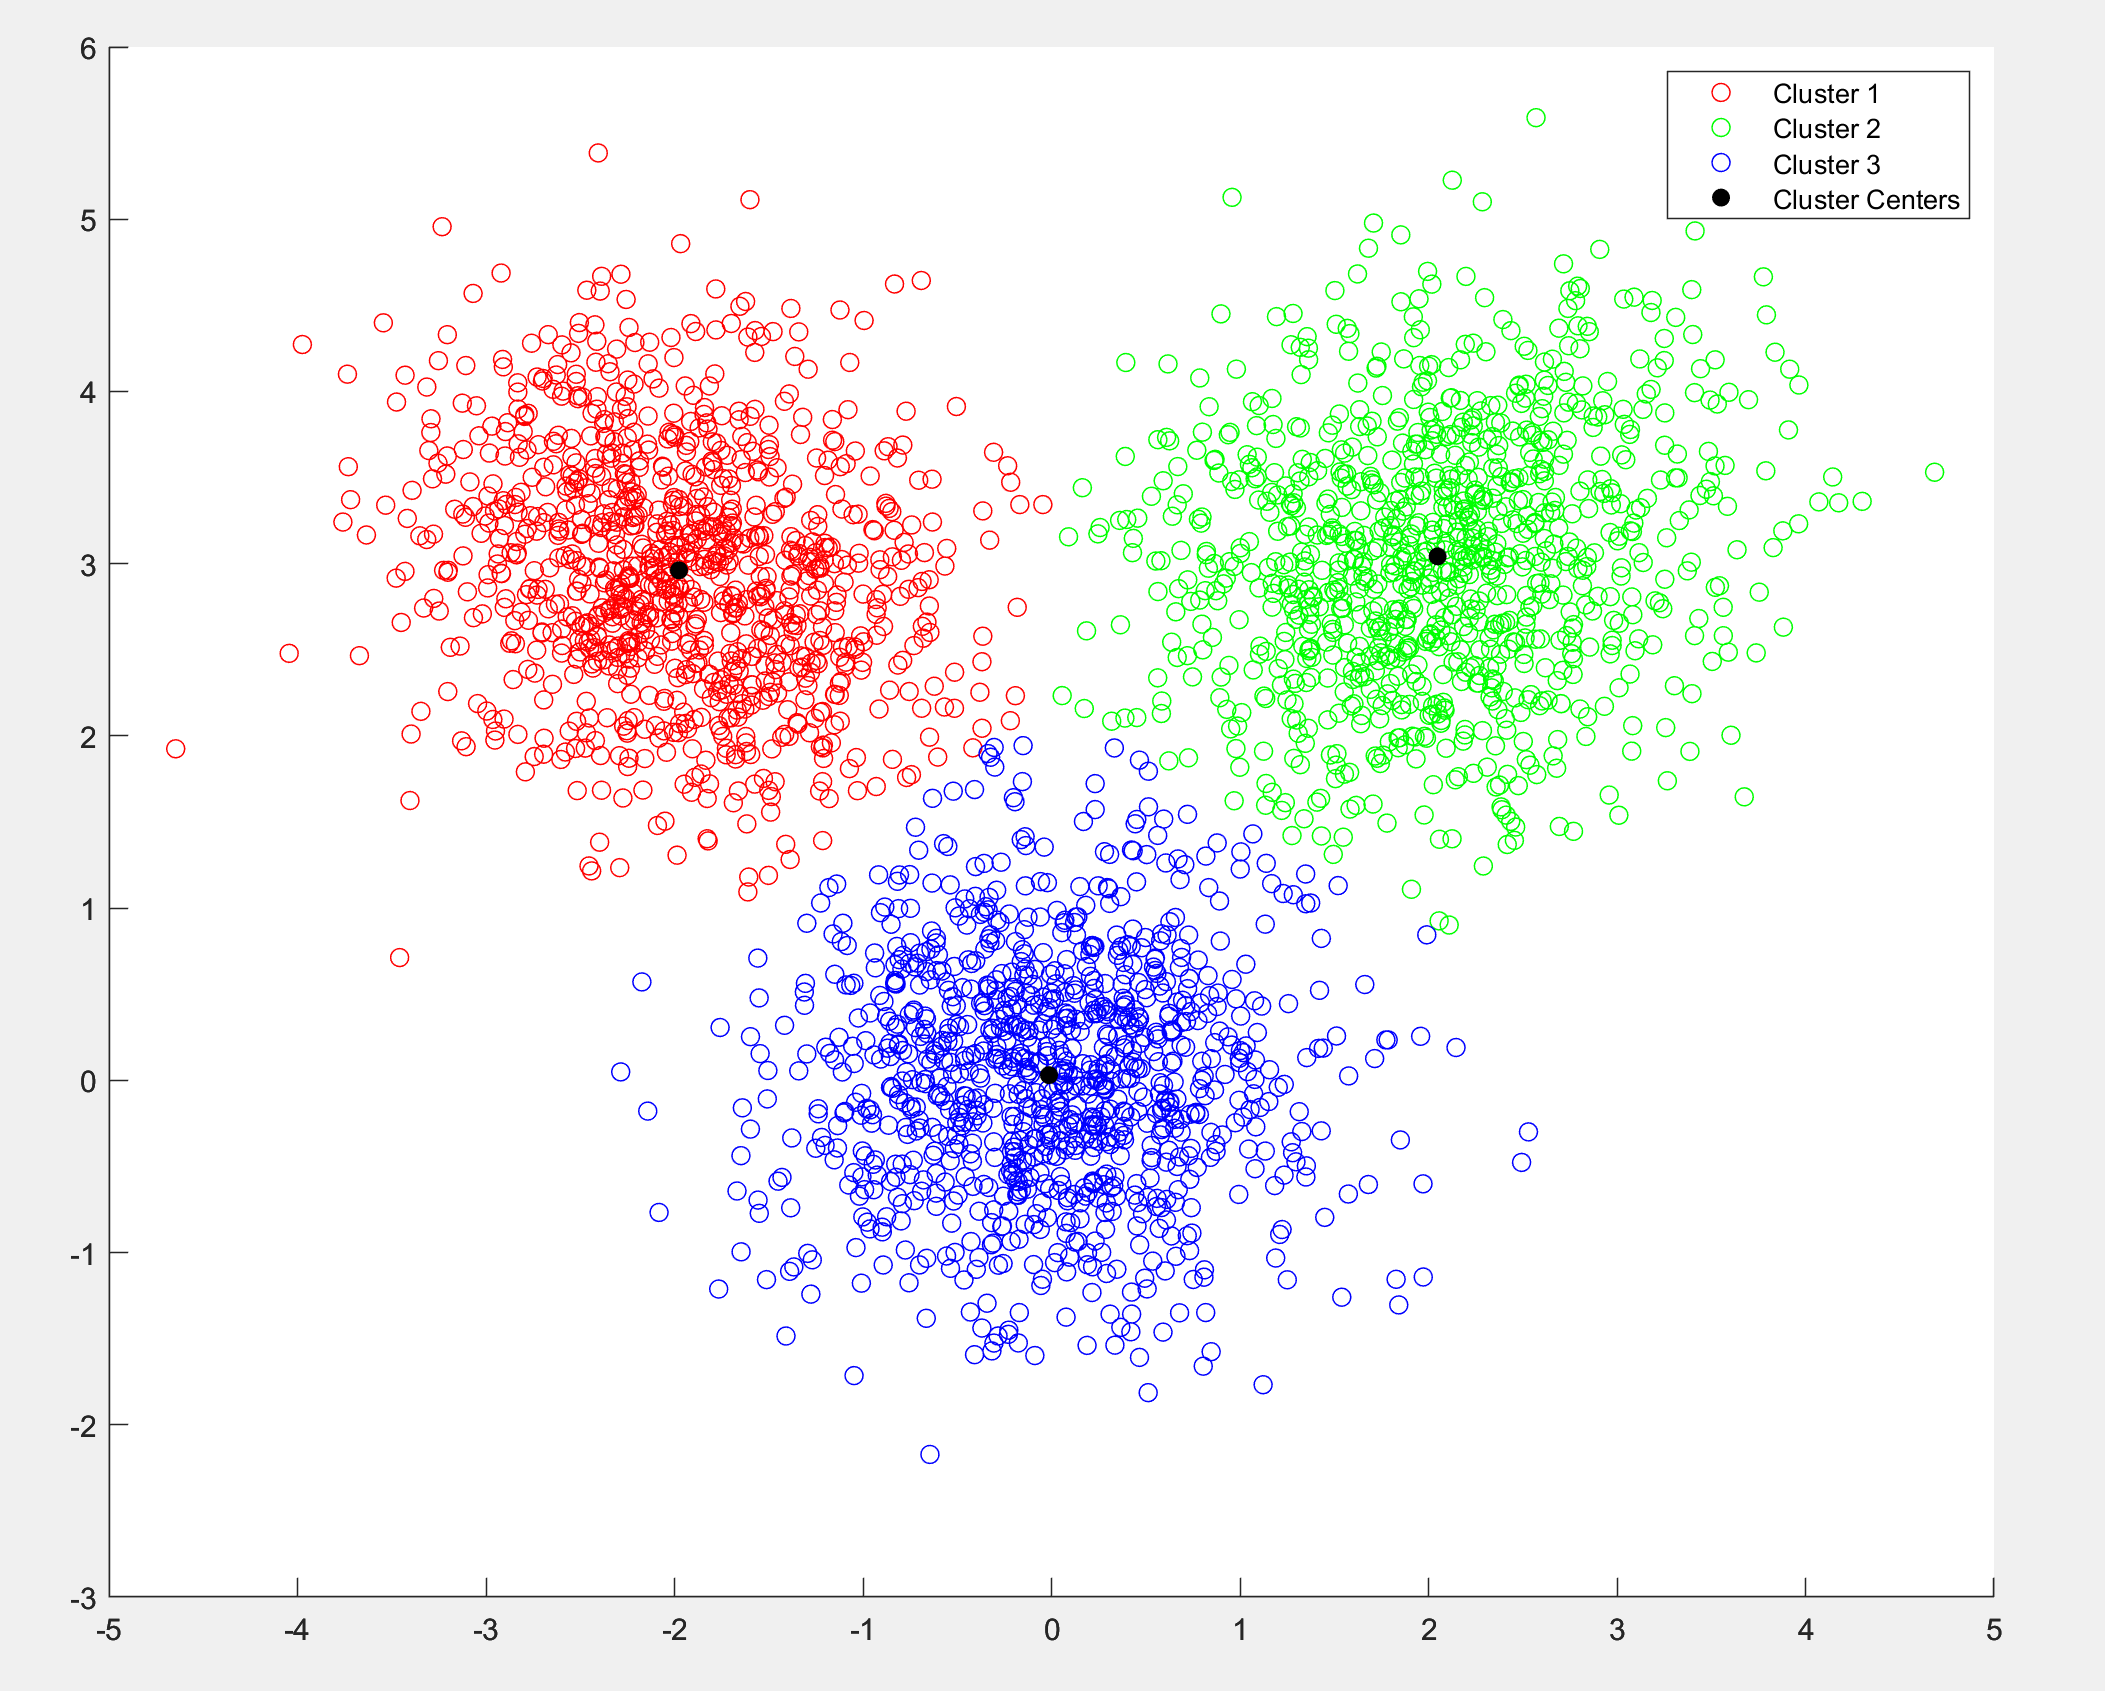 6
5
4
3
2
1
0
-1
-2
-3
-5 -4 -3 -2 -1 0 1 2 3 4 5
Cluster 1
Cluster 2
Cluster 3
Cluster Centers